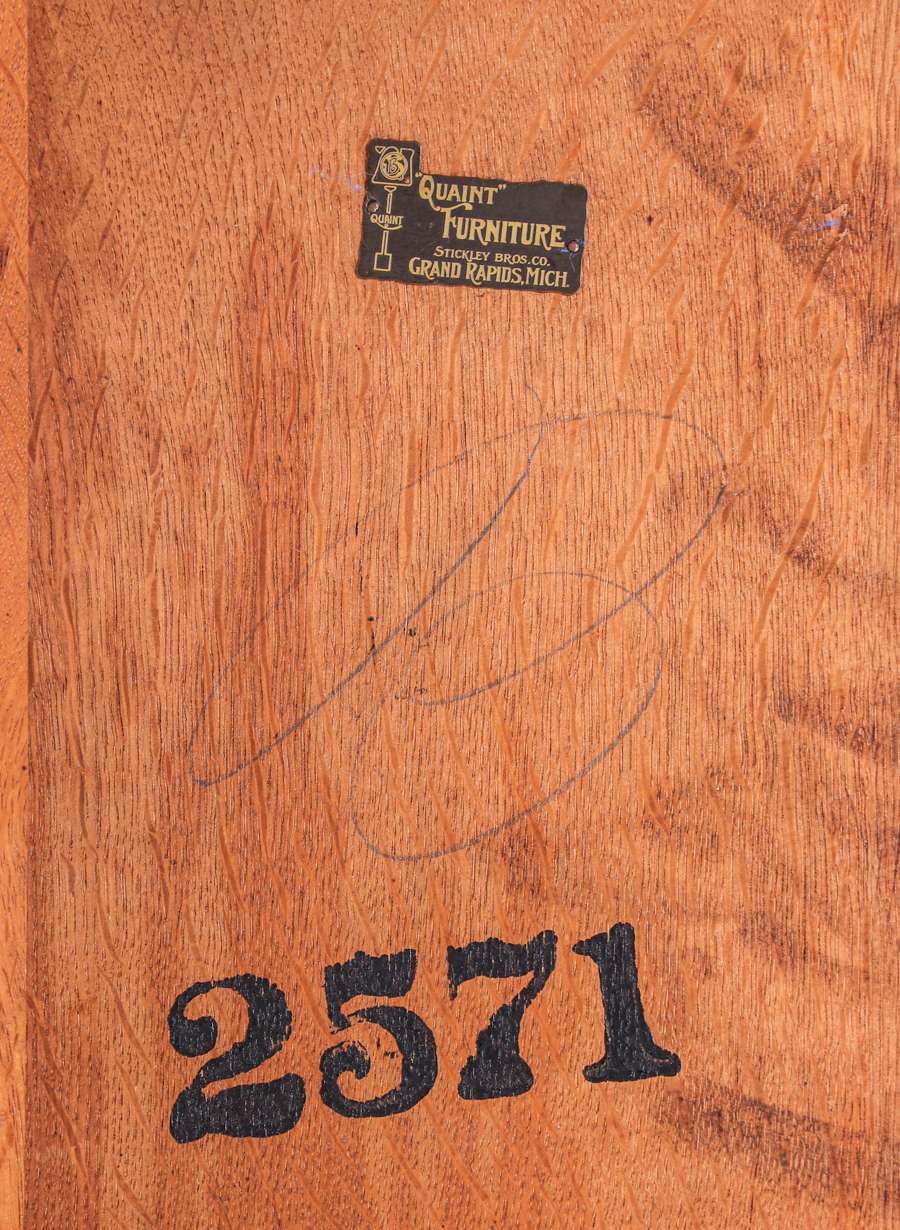 "QUAINT"
FURNITURE
QUAINT
STICKLEY BROS. CO.
GRAND RAPIDS, MICH.
2571